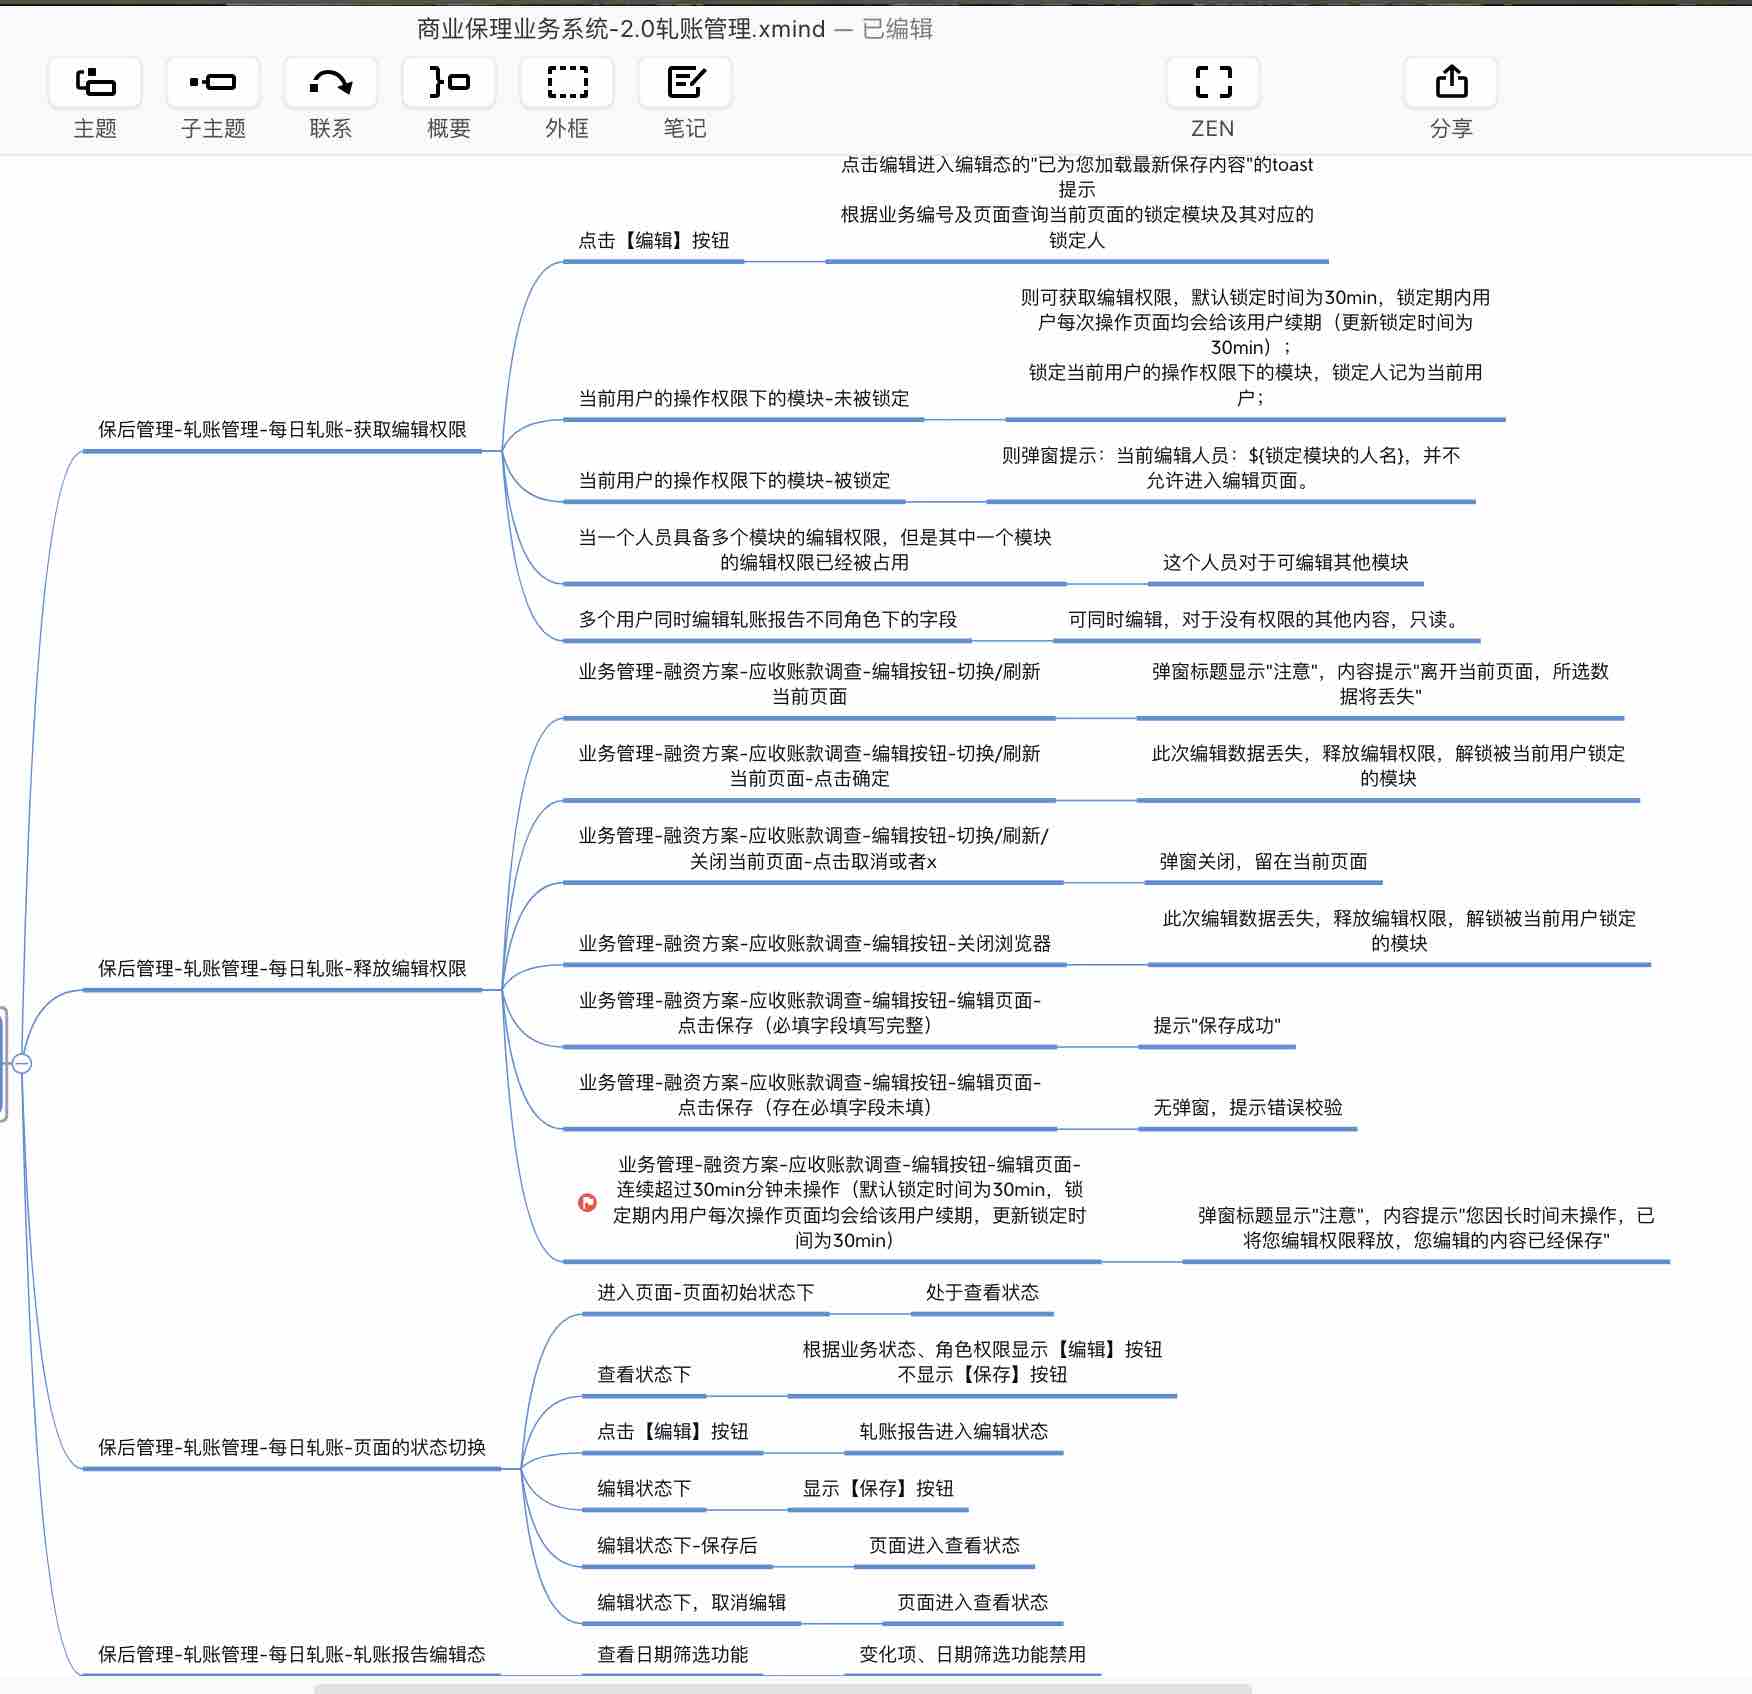 商业保理业务系统-2.0轧账管理.xmind — 已编辑
主题
子主题
联系
概要
外框
笔记
ZEN
分享
点击编辑进入编辑态的"已为您加载最新保存内容"的toast
提示
根据业务编号及页面查询当前页面的锁定模块及其对应的
锁定人
点击【编辑】按钮
则可获取编辑权限，默认锁定时间为30min，锁定期内用
户每次操作页面均会给该用户续期（更新锁定时间为
30min）；
锁定当前用户的操作权限下的模块，锁定人记为当前用
户；
当前用户的操作权限下的模块-未被锁定
保后管理-轧账管理-每日轧账-获取编辑权限
则弹窗提示：当前编辑人员：${锁定模块的人名}，并不
允许进入编辑页面。
当前用户的操作权限下的模块-被锁定
当一个人员具备多个模块的编辑权限，但是其中一个模块
的编辑权限已经被占用
这个人员对于可编辑其他模块
多个用户同时编辑轧账报告不同角色下的字段
可同时编辑，对于没有权限的其他内容，只读。
业务管理-融资方案-应收账款调查-编辑按钮-切换/刷新
当前页面
弹窗标题显示"注意"，内容提示"离开当前页面，所选数
据将丢失"
业务管理-融资方案-应收账款调查-编辑按钮-切换/刷新
当前页面-点击确定
此次编辑数据丢失，释放编辑权限，解锁被当前用户锁定
的模块
业务管理-融资方案-应收账款调查-编辑按钮-切换/刷新/
关闭当前页面-点击取消或者x
弹窗关闭，留在当前页面
此次编辑数据丢失，释放编辑权限，解锁被当前用户锁定
的模块
业务管理-融资方案-应收账款调查-编辑按钮-关闭浏览器
保后管理-轧账管理-每日轧账-释放编辑权限
业务管理-融资方案-应收账款调查-编辑按钮-编辑页面-
点击保存（必填字段填写完整）
提示"保存成功"
业务管理-融资方案-应收账款调查-编辑按钮-编辑页面-
点击保存（存在必填字段未填）
无弹窗，提示错误校验
业务管理-融资方案-应收账款调查-编辑按钮-编辑页面-
连续超过30min分钟未操作（默认锁定时间为30min，锁
定期内用户每次操作页面均会给该用户续期，更新锁定时
间为30min）
弹窗标题显示"注意"，内容提示"您因长时间未操作，已
将您编辑权限释放，您编辑的内容已经保存"
进入页面-页面初始状态下
处于查看状态
根据业务状态、角色权限显示【编辑】按钮
不显示【保存】按钮
查看状态下
点击【编辑】按钮
轧账报告进入编辑状态
保后管理-轧账管理-每日轧账-页面的状态切换
编辑状态下
显示【保存】按钮
编辑状态下-保存后
页面进入查看状态
编辑状态下，取消编辑
页面进入查看状态
保后管理-轧账管理-每日轧账-轧账报告编辑态
查看日期筛选功能
变化项、日期筛选功能禁用